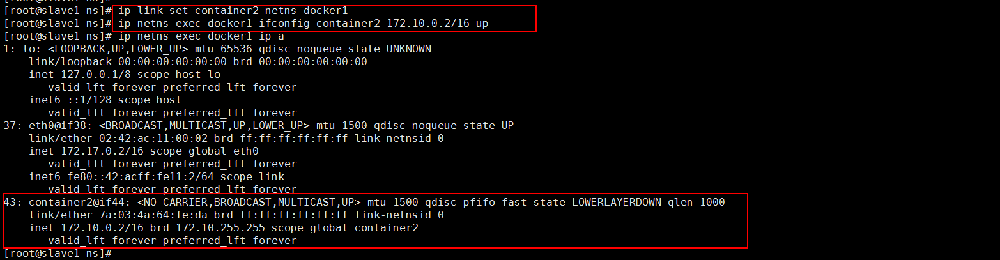 [root@slave1 ns]# ip link set container2 netns docker1
[root@slave1 ns]# ip netns exec docker1 ifconfig container2 172.10.0.2/16 up
[root@slave1 ns]# ip netns exec docker1 ip a
1: lo: <LOOPBACK,UP,LOWER_UP> mtu 65536 qdisc noqueue state UNKNOWN
    link/loopback 00:00:00:00:00:00 brd 00:00:00:00:00:00
    inet 127.0.0.1/8 scope host lo
       valid_lft forever preferred_lft forever
    inet6 ::1/128 scope host
       valid_lft forever preferred_lft forever
37: eth0@if38: <BROADCAST,MULTICAST,UP,LOWER_UP> mtu 1500 qdisc noqueue state UP
    link/ether 02:42:ac:11:00:02 brd ff:ff:ff:ff:ff:ff link-netnsid 0
    inet 172.17.0.2/16 scope global eth0
       valid_lft forever preferred_lft forever
    inet6 fe80::42:acff:fe11:2/64 scope link
       valid_lft forever preferred_lft forever
43: container2@if44: <NO-CARRIER,BROADCAST,MULTICAST,UP> mtu 1500 qdisc pfifo_fast state LOWERLAYERDOWN qlen 1000
    link/ether 7a:03:4a:64:fe:da brd ff:ff:ff:ff:ff:ff link-netnsid 0
    inet 172.10.0.2/16 brd 172.10.255.255 scope global container2
       valid_lft forever preferred_lft forever
[root@slave1 ns]#